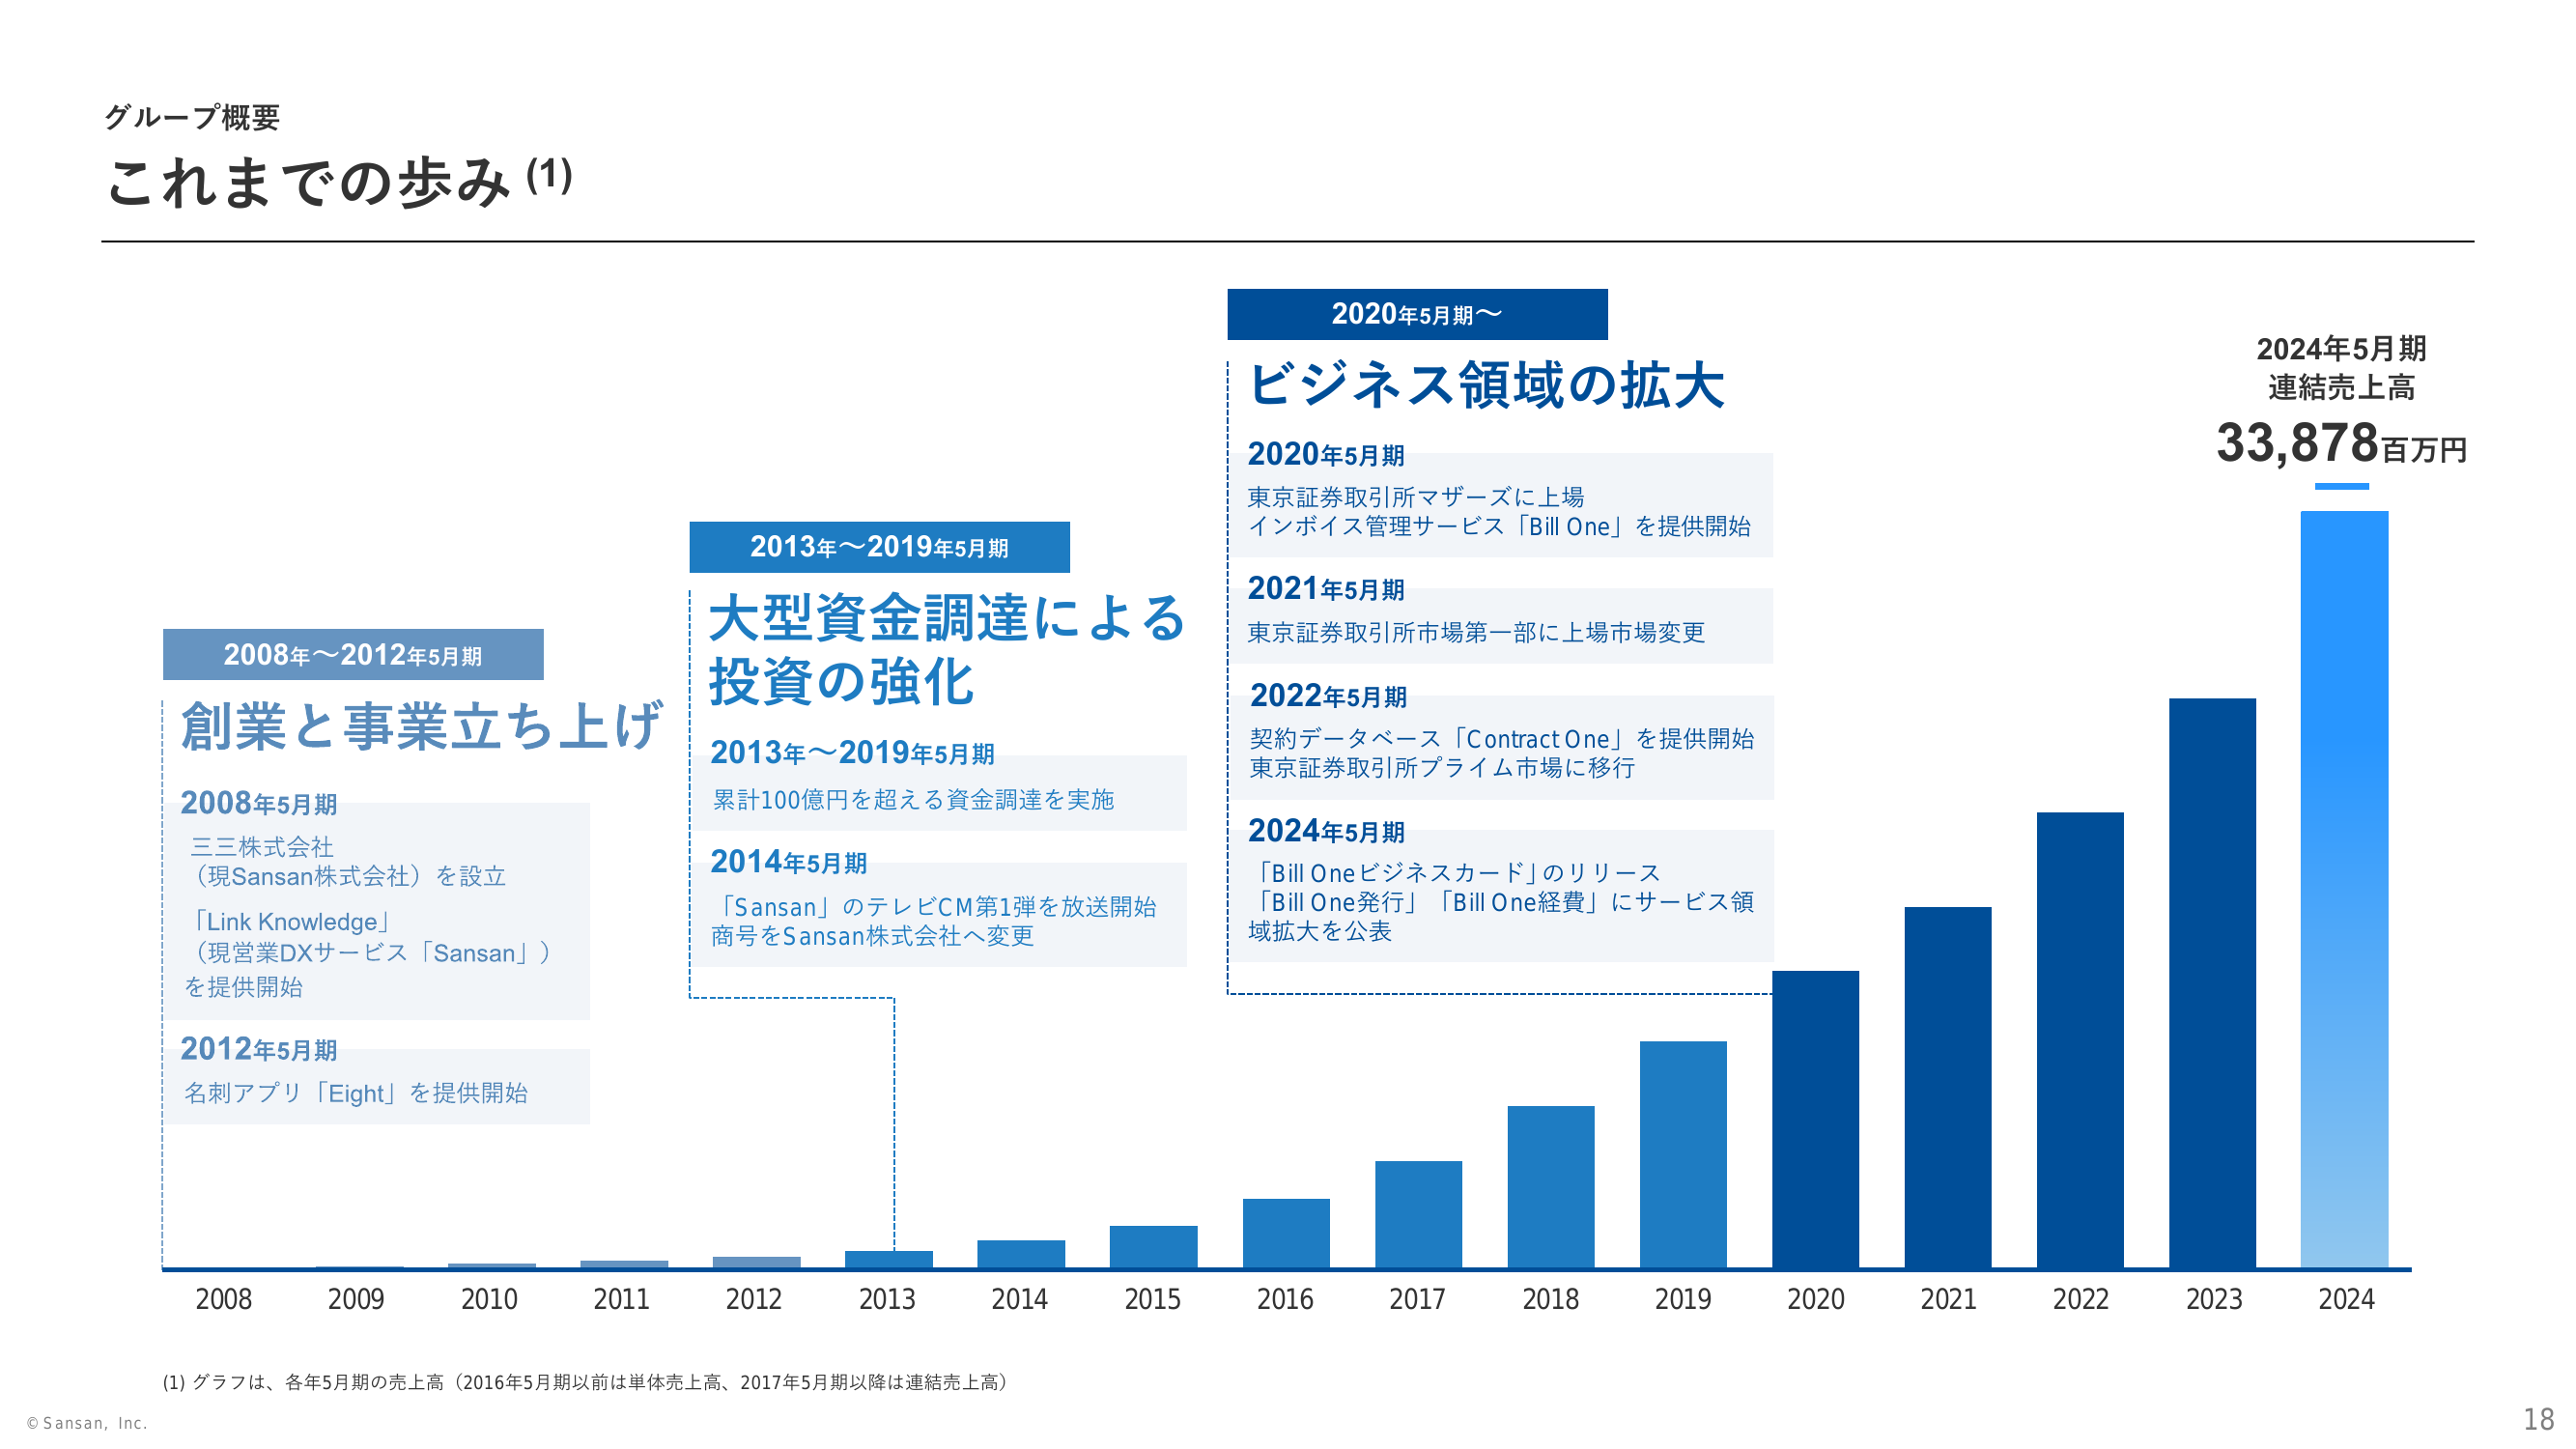 グループ概要
これまでの歩み (1)
2008年～2012年5月期
創業と事業立ち上げ
2008年5月期
三三株式会社
（現Sansan株式会社）を設立
「Link Knowledge」
（現営業DXサービス「Sansan」）
を提供開始
2012年5月期
名刺アプリ「Eight」を提供開始
2013年～2019年5月期
大型資金調達による
投資の強化
2013年～2019年5月期
累計100億円を超える資金調達を実施
2014年5月期
「Sansan」のテレビCM第1弾を放送開始
商号をSansan株式会社へ変更
2020年5月期～
ビジネス領域の拡大
2020年5月期
東京証券取引所マザーズに上場
インボイス管理サービス「Bill One」を提供開始
2021年5月期
東京証券取引所市場第一部に上場市場変更
2022年5月期
契約データベース「Contract One」を提供開始
東京証券取引所プライム市場に移行
2024年5月期
「Bill Oneビジネスカード」のリリース
「Bill One発行」「Bill One経費」にサービス領
域拡大を公表
2024年5月期
連結売上高
33,878百万円
2008 2009 2010 2011 2012 2013 2014 2015 2016 2017 2018 2019 2020 2021 2022 2023 2024
(1) グラフは、各年5月期の売上高（2016年5月期以前は単体売上高、2017年5月期以降は連結売上高）
© Sansan, Inc.
18